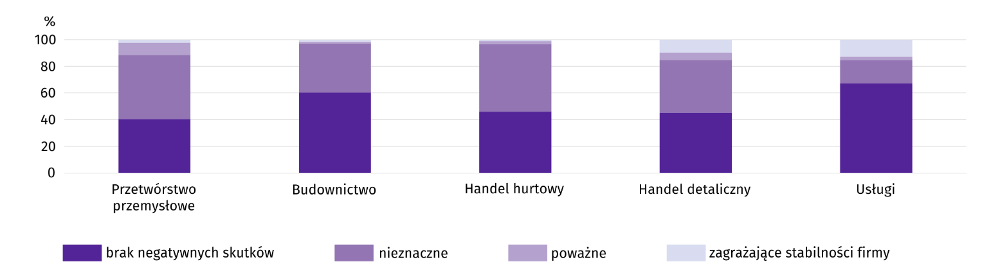 %
100
80
60
40
20
0
Przetwórstwo
przemysłowe
Budownictwo
Handel hurtowy
Handel detaliczny
Usługi
brak negatywnych skutków
nieznaczne
poważne
zagrażające stabilności firmy